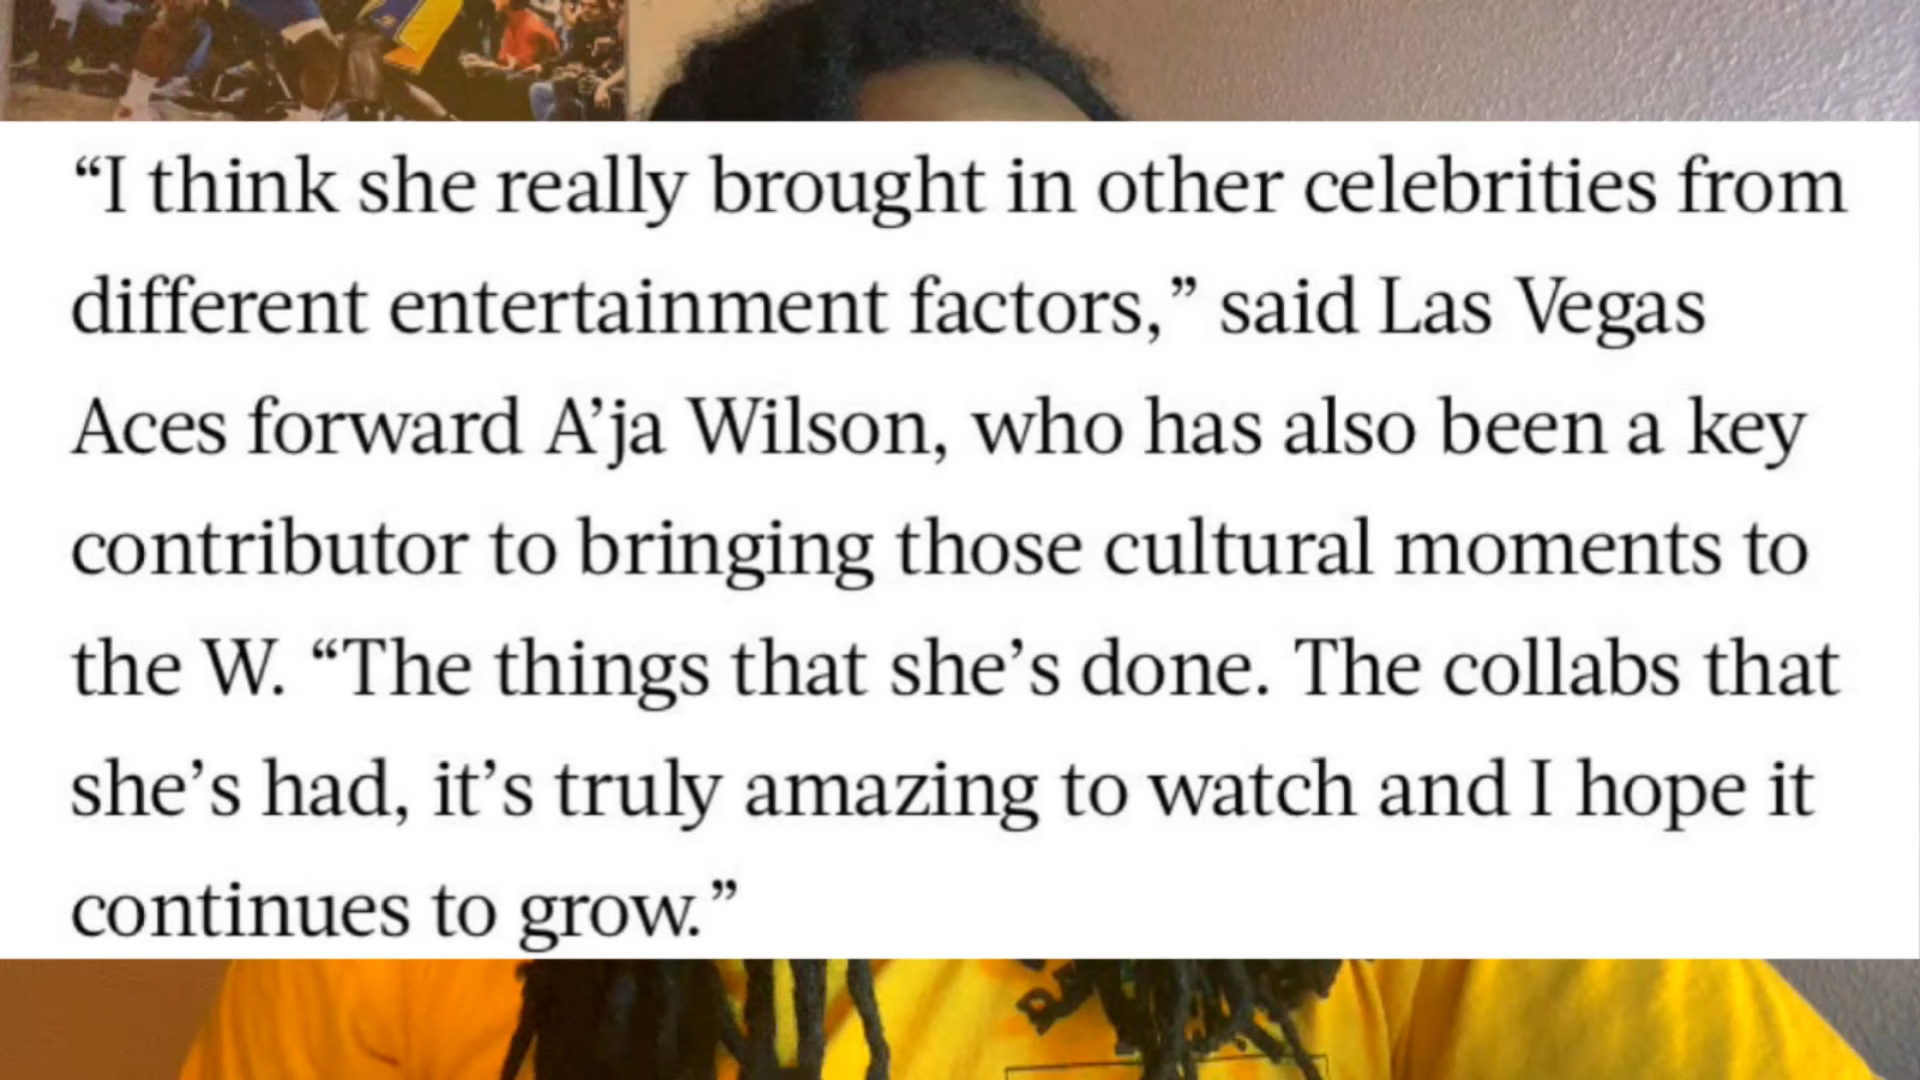 “I think she really brought in other celebrities from
different entertainment factors,” said Las Vegas
Aces forward A’ja Wilson, who has also been a key
contributor to bringing those cultural moments to
the W. “The things that she’s done. The collabs that
she’s had, it’s truly amazing to watch and I hope it
continues to grow.”